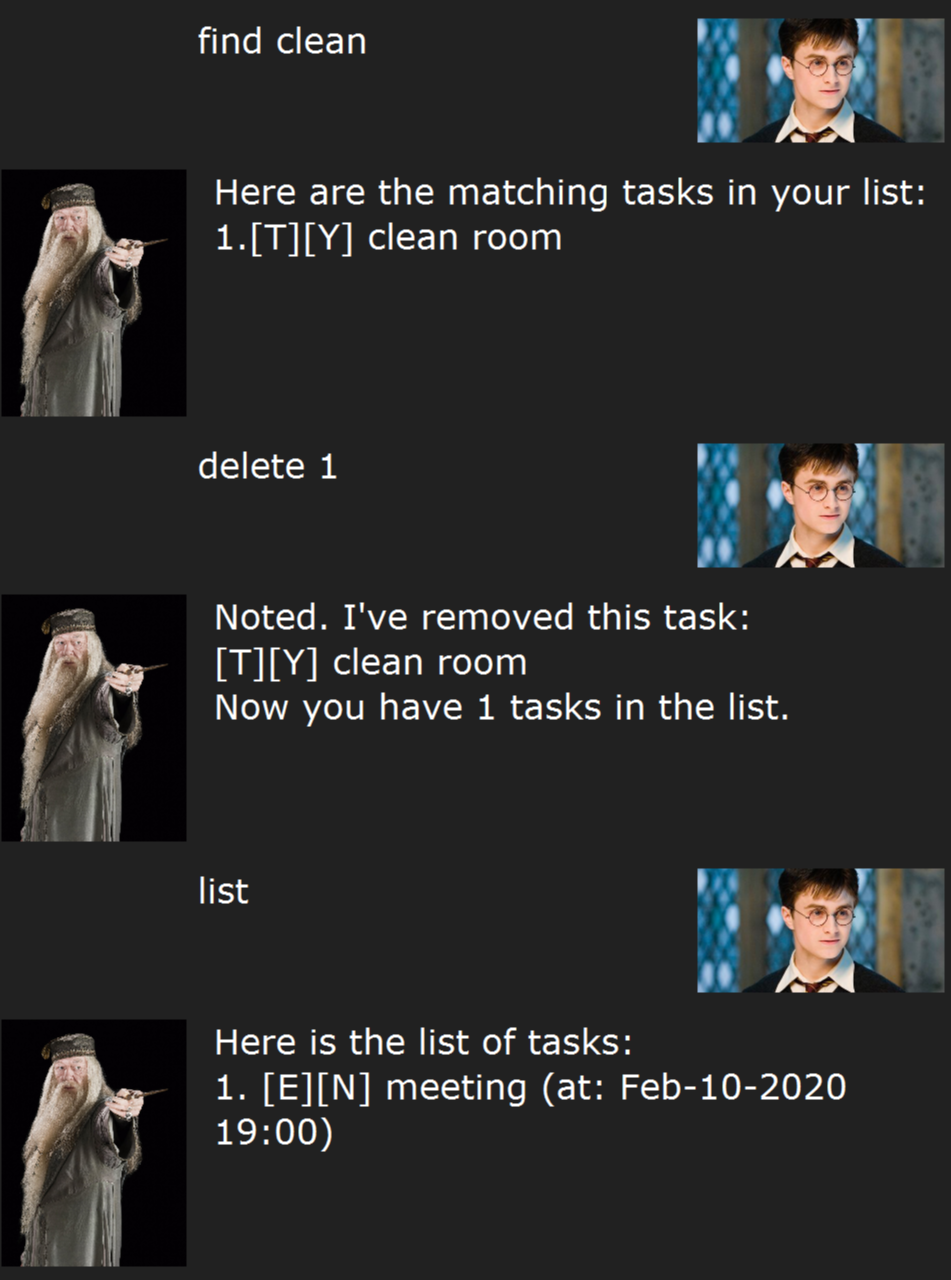 find clean
Here are the matching tasks in your list:
1.[T][Y] clean room
delete 1
Noted. I've removed this task:
[T][Y] clean room
Now you have 1 tasks in the list.
list
Here is the list of tasks:
1. [E][N] meeting (at: Feb-10-2020
19:00)